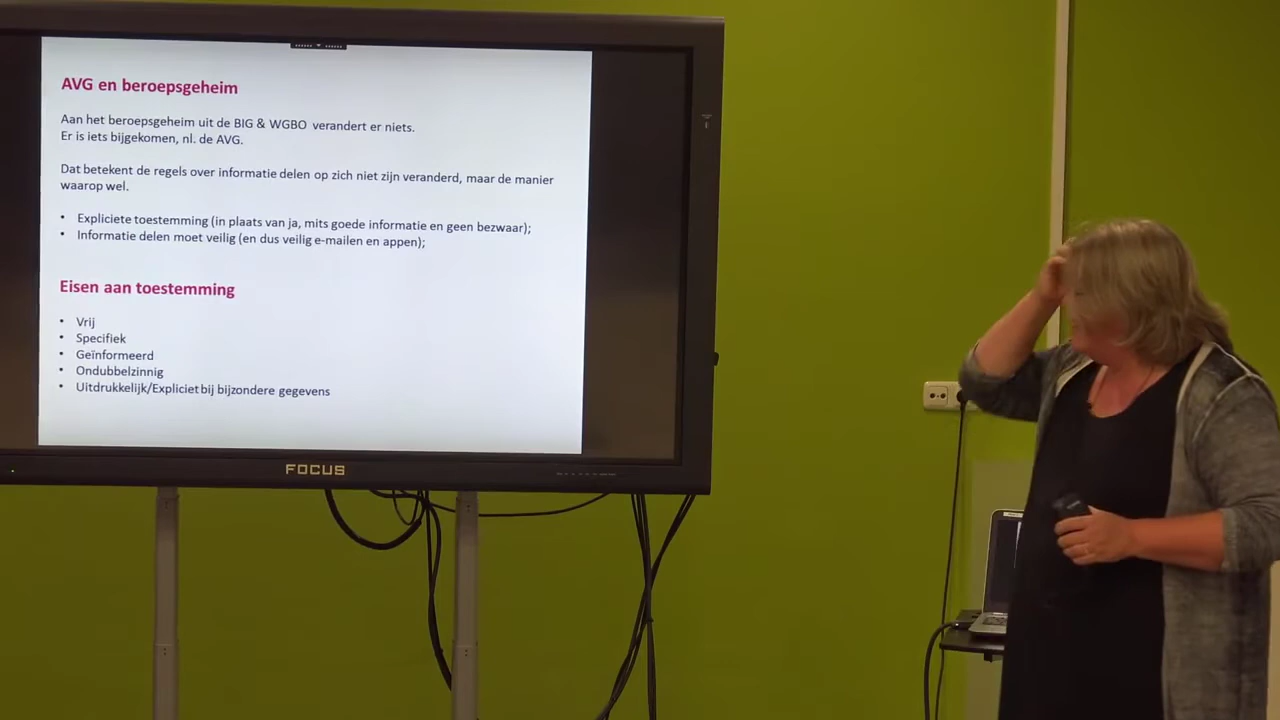 AVG en beroepsgeheim
Aan het beroepsgeheim uit de BIG & WGBO verandert er niets.
Er is iets bijgekomen, nl. de AVG.
Dat betekent de regels over informatie delen op zich niet zijn veranderd, maar de manier
waarop wel.
• Expliciete toestemming (in plaats van ja, mits goede informatie en geen bezwaar);
• Informatie delen moet veilig (en dus veilig e-mailen en appen);
Eisen aan toestemming
• Vrij
• Specifiek
• Geïnformeerd
• Ondubbelzinnig
• Uitdrukkelijk/Expliciet bij bijzondere gegevens
FOCUS